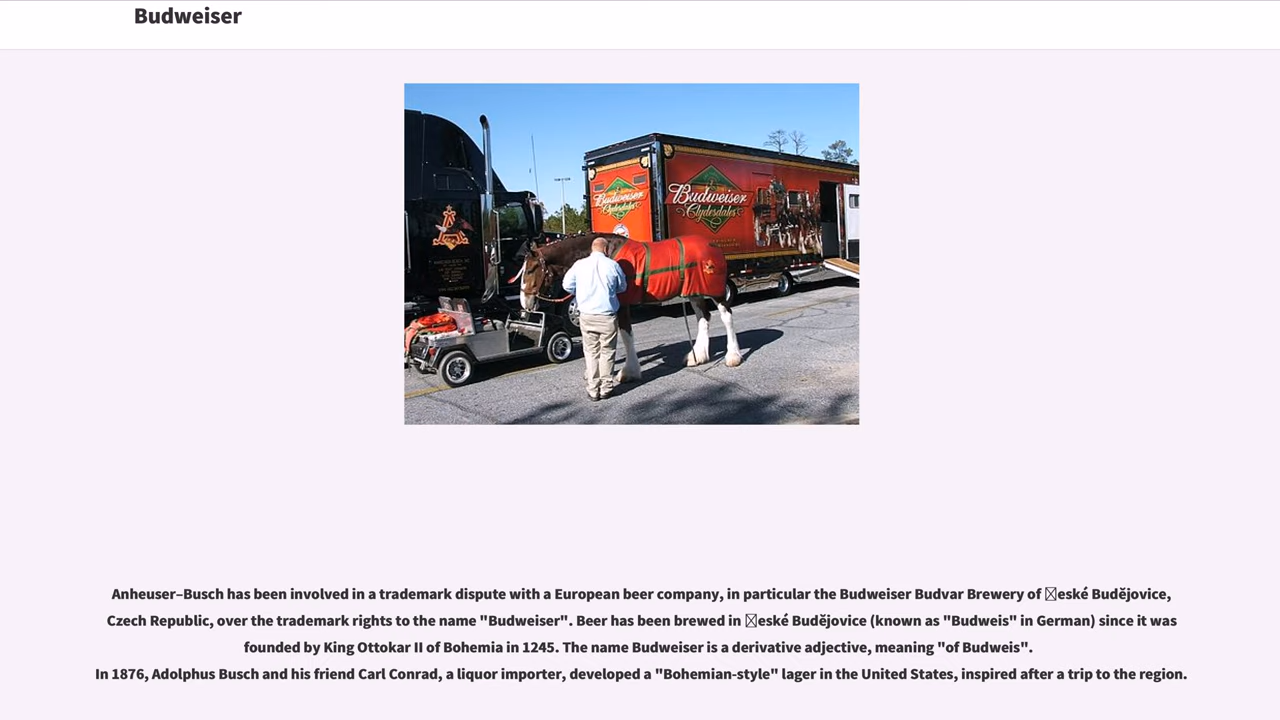 Budweiser
Budweiser
Clydesdales
Budweiser
Clydesdales
Anheuser–Busch has been involved in a trademark dispute with a European beer company, in particular the Budweiser Budvar Brewery of 〿eské Budějovice,
Czech Republic, over the trademark rights to the name "Budweiser". Beer has been brewed in 〿eské Budějovice (known as "Budweis" in German) since it was
founded by King Ottokar II of Bohemia in 1245. The name Budweiser is a derivative adjective, meaning "of Budweis".
In 1876, Adolphus Busch and his friend Carl Conrad, a liquor importer, developed a "Bohemian-style" lager in the United States, inspired after a trip to the region.